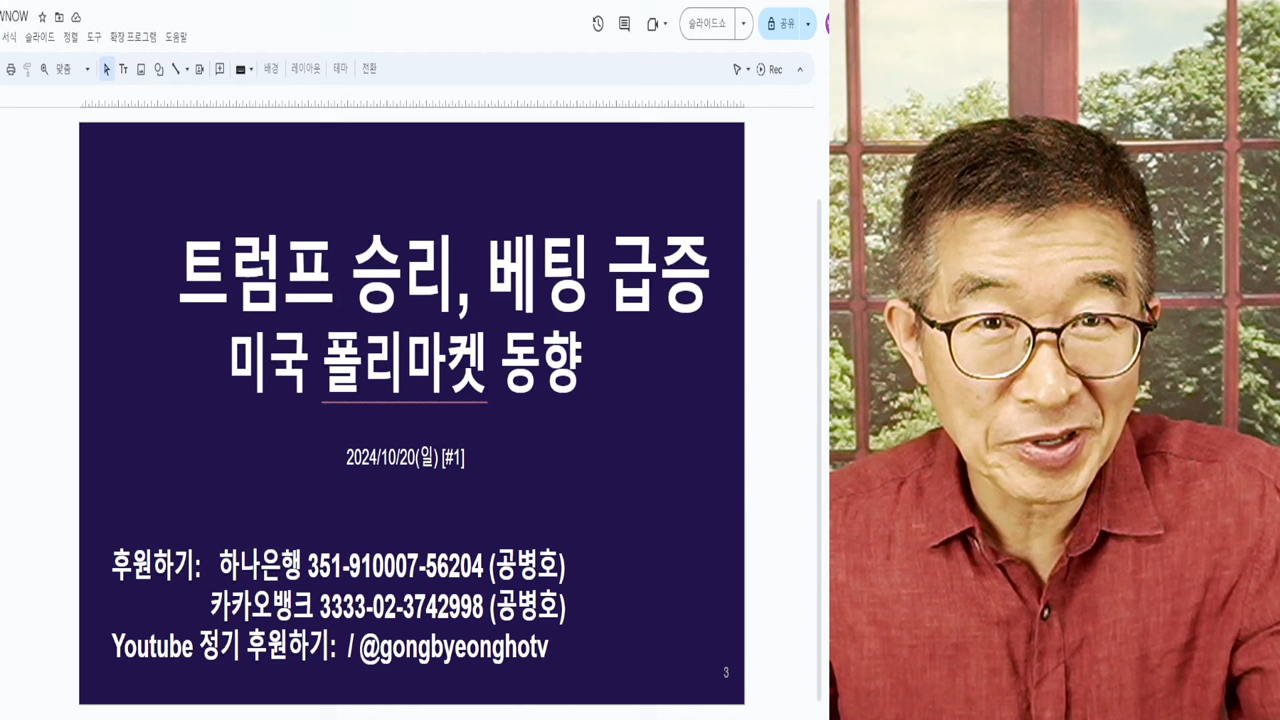 WNOW
서식 슬라이드 정렬 도구 확장 프로그램 도움말
슬라이드쇼
공유
맞춤
Tт
배경 레이아웃 테마 전환
Rec
트럼프 승리, 베팅 급증
미국 폴리마켓 동향
2024/10/20(일) [#1]
후원하기: 하나은행 351-910007-56204 (공병호)
카카오뱅크 3333-02-3742998 (공병호)
Youtube 정기 후원하기: / @gongbyeonghotv
3